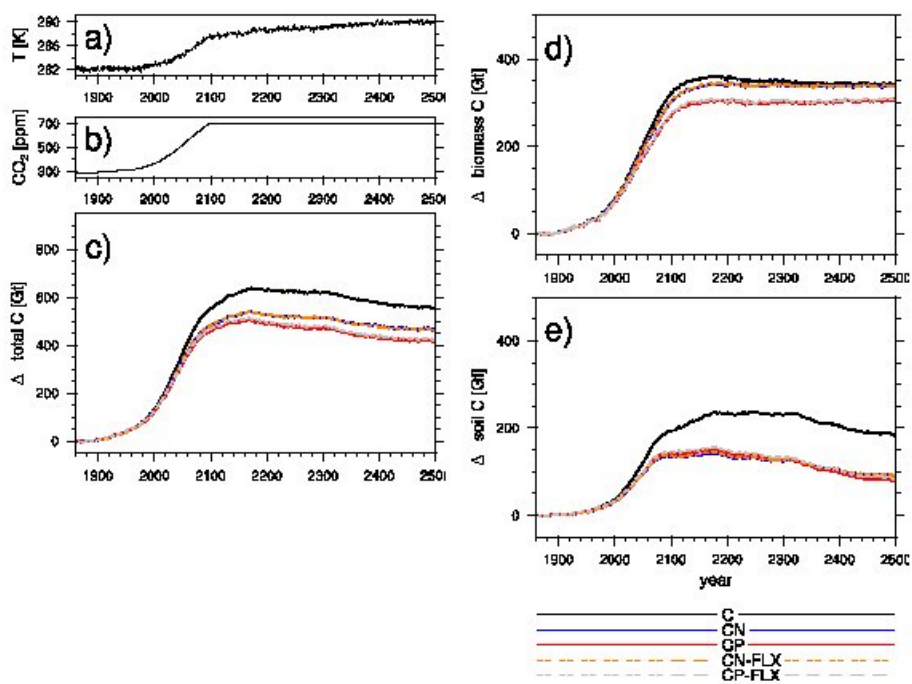 a)
T [K]
290
286
282
1900 2000 2100 2200 2300 2400 2500
b)
CO2 [ppm]
700
500
300
1900 2000 2100 2200 2300 2400 2500
c)
Δ total C [Gt]
800
600
400
200
0
1900 2000 2100 2200 2300 2400 2500
d)
Δ biomass C [Gt]
400
200
0
1900 2000 2100 2200 2300 2400 2500
e)
Δ soil C [Gt]
400
200
0
1900 2000 2100 2200 2300 2400 2500
year
C
CN
CP
CN-FLX
CP-FLX